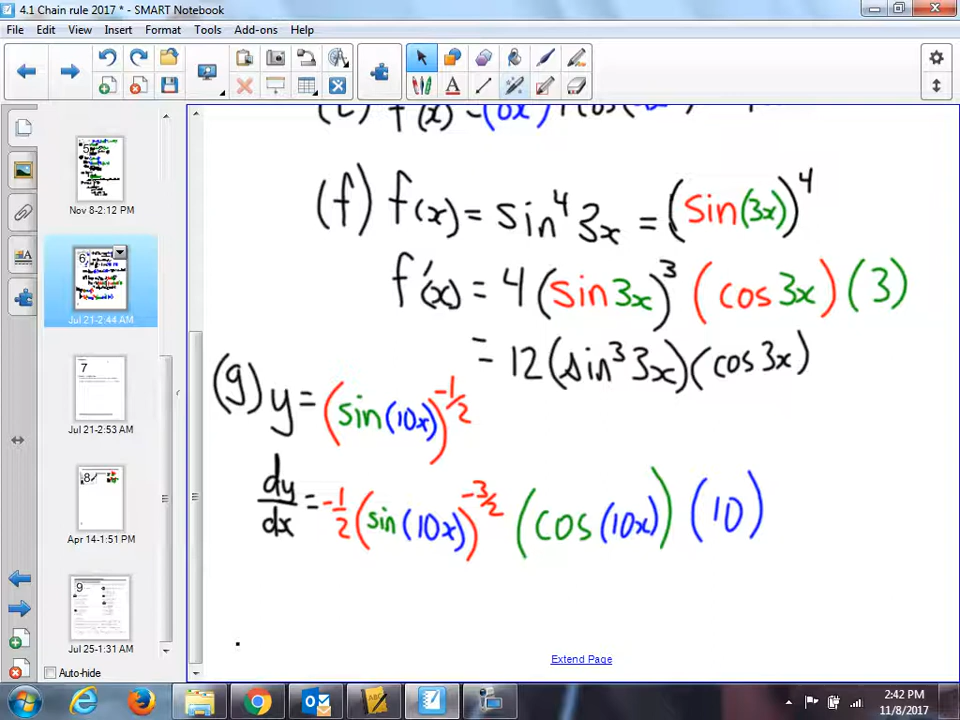 4.1 Chain rule 2017 * - SMART Notebook
File Edit View Insert Format Tools Add-ons Help
5
Nov 8-2:12 PM
6
Jul 21-2:44 AM
7
Jul 21-2:53 AM
8
Apr 14-1:51 PM
9
Jul 25-1:31 AM
Auto-hide
(f) f(x) = sin⁴ 3x = (sin(3x))⁴
f'(x) = 4 (sin 3x)³ (cos 3x) (3)
= 12 (sin³ 3x)(cos 3x)
(g) y = (sin(10x))^-1/2
dy/dx = -1/2 (sin (10x))^-3/2 (cos (10x)) (10)
Extend Page
2:42 PM
11/8/2017